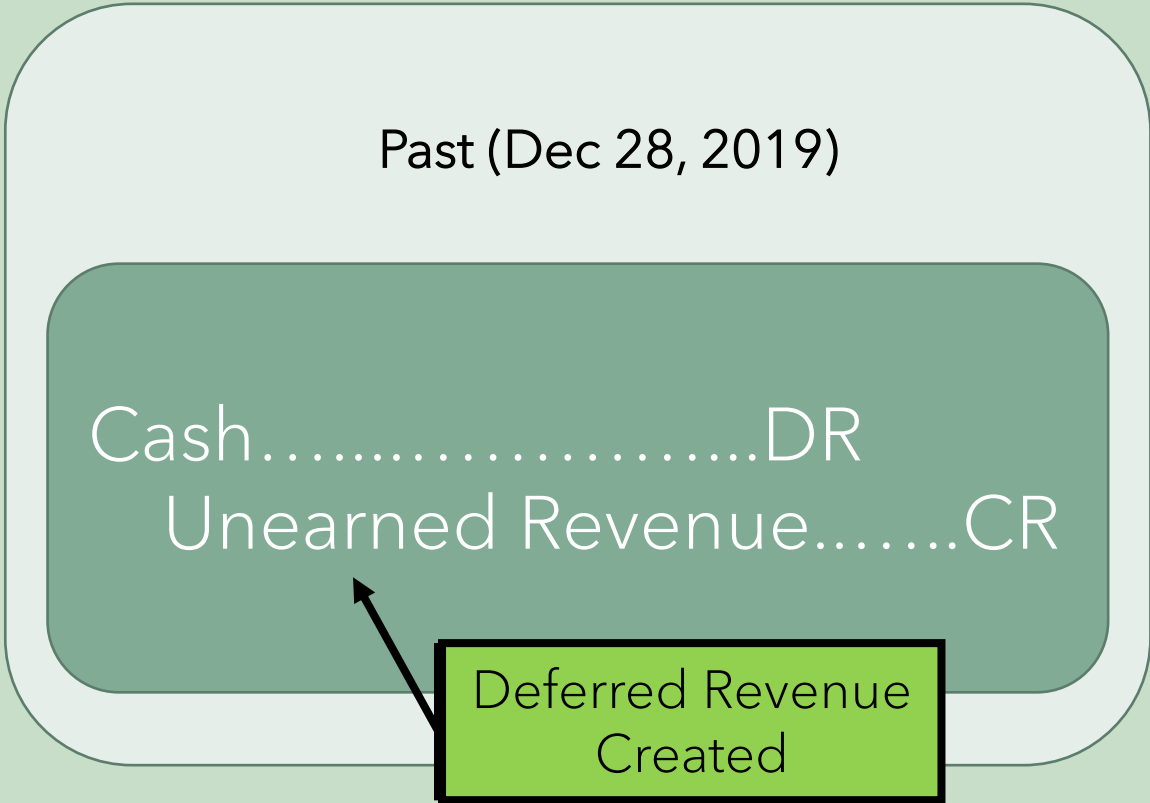 Past (Dec 28, 2019)
Cash…...……………...DR
Unearned Revenue..…..CR
Deferred Revenue
Created